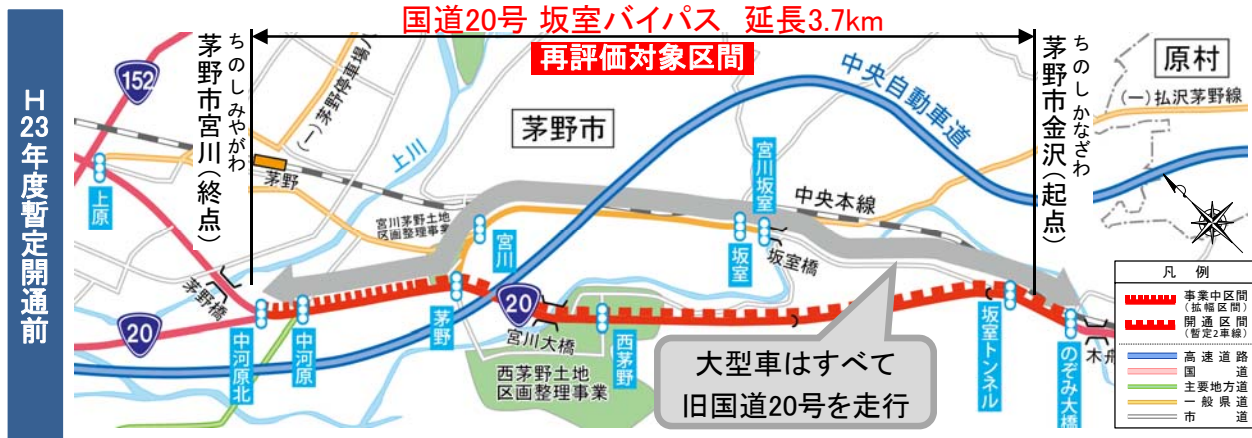 国道20号 坂室バイパス 延長3.7km
再評価対象区間
H23年度暫定開通前
茅野市宮川(終点)
ちのしみやがわ
茅野市金沢(起点)
ちのしかなざわ
152
(一)茅野停車場八
上川
茅野市
中央自動車道
原村
(一)払沢茅野線
上原
茅野
宮川茅野土地
区画整理事業
宮川
宮川坂室
坂室
中央本線
坂室橋
茅野橋
20
中河原北
中河原
茅野
20
宮川大橋
西茅野
西茅野土地
区画整理事業
坂室トンネル
のぞみ大橋
木舟
大型車はすべて
旧国道20号を走行
凡例
事業中区間
(拡幅区間)
開通区間
(暫定2車線)
高速道路
国道
主要地方道
一般県道
市道